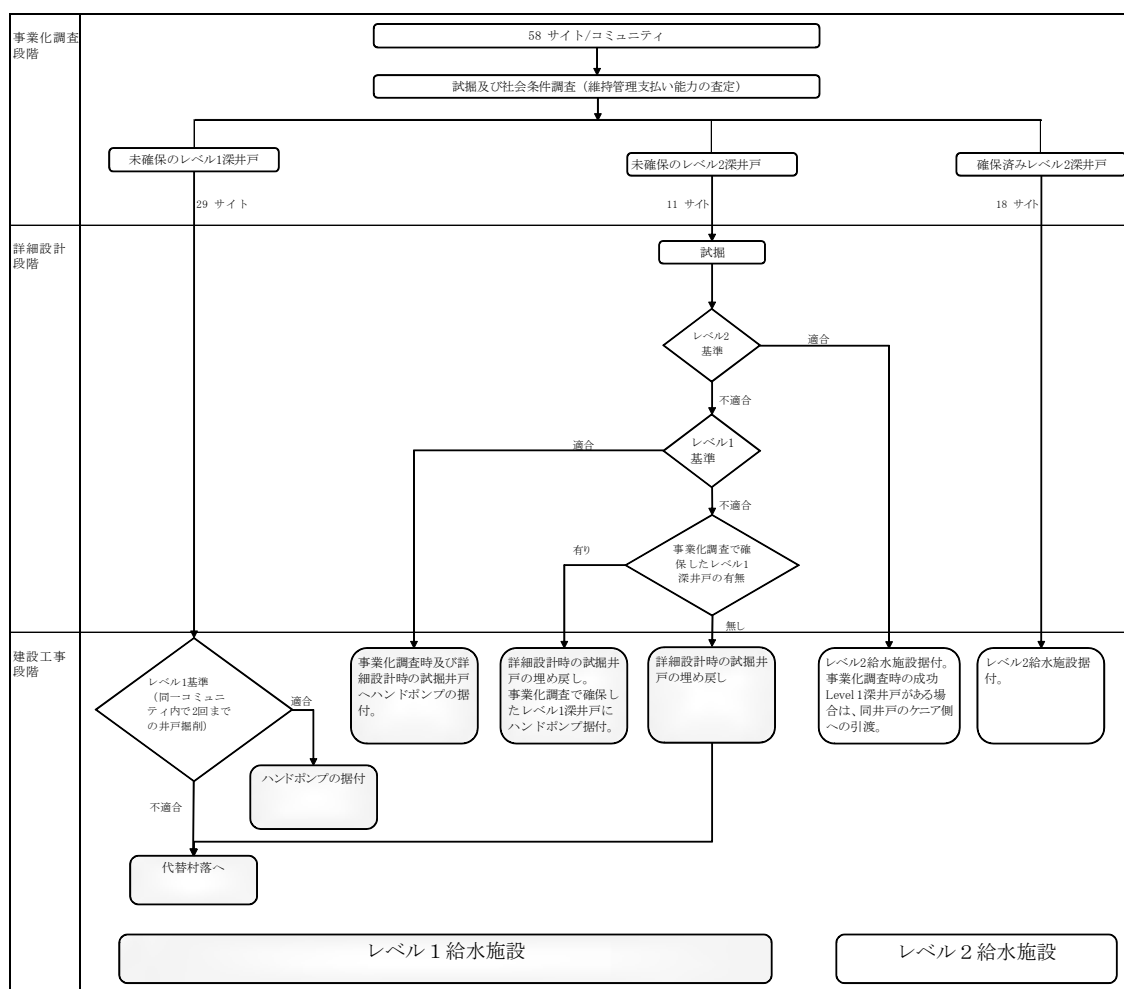 事業化調査
段階
58 サイト/コミュニティ
試掘及び社会条件調査（維持管理支払い能力の査定）
未確保のレベル1深井戸
未確保のレベル2深井戸
確保済みレベル2深井戸
29 サイト
11 サイト
18 サイト
詳細設計
段階
試掘
レベル2
基準
適合
不適合
レベル1
基準
適合
不適合
事業化調査で確
保したレベル1
深井戸の有無
有り
無し
建設工事
段階
レベル1基準
（同一コミュニ
ティ内で2回まで
の井戸掘削）
適合
不適合
ハンドポンプの据付
事業化調査時及び詳
細設計時の試掘井戸
へハンドポンプの据
付。
詳細設計時の試掘井
戸の埋め戻し。
事業化調査で確保し
たレベル1深井戸に
ハンドポンプ据付。
詳細設計時の試掘井
戸の埋め戻し
レベル2給水施設据付。
事業化調査時の成功
Level 1深井戸がある場
合は、同井戸のケニア側
への引渡。
レベル2給水施設据
付。
代替村落へ
レベル１給水施設
レベル２給水施設